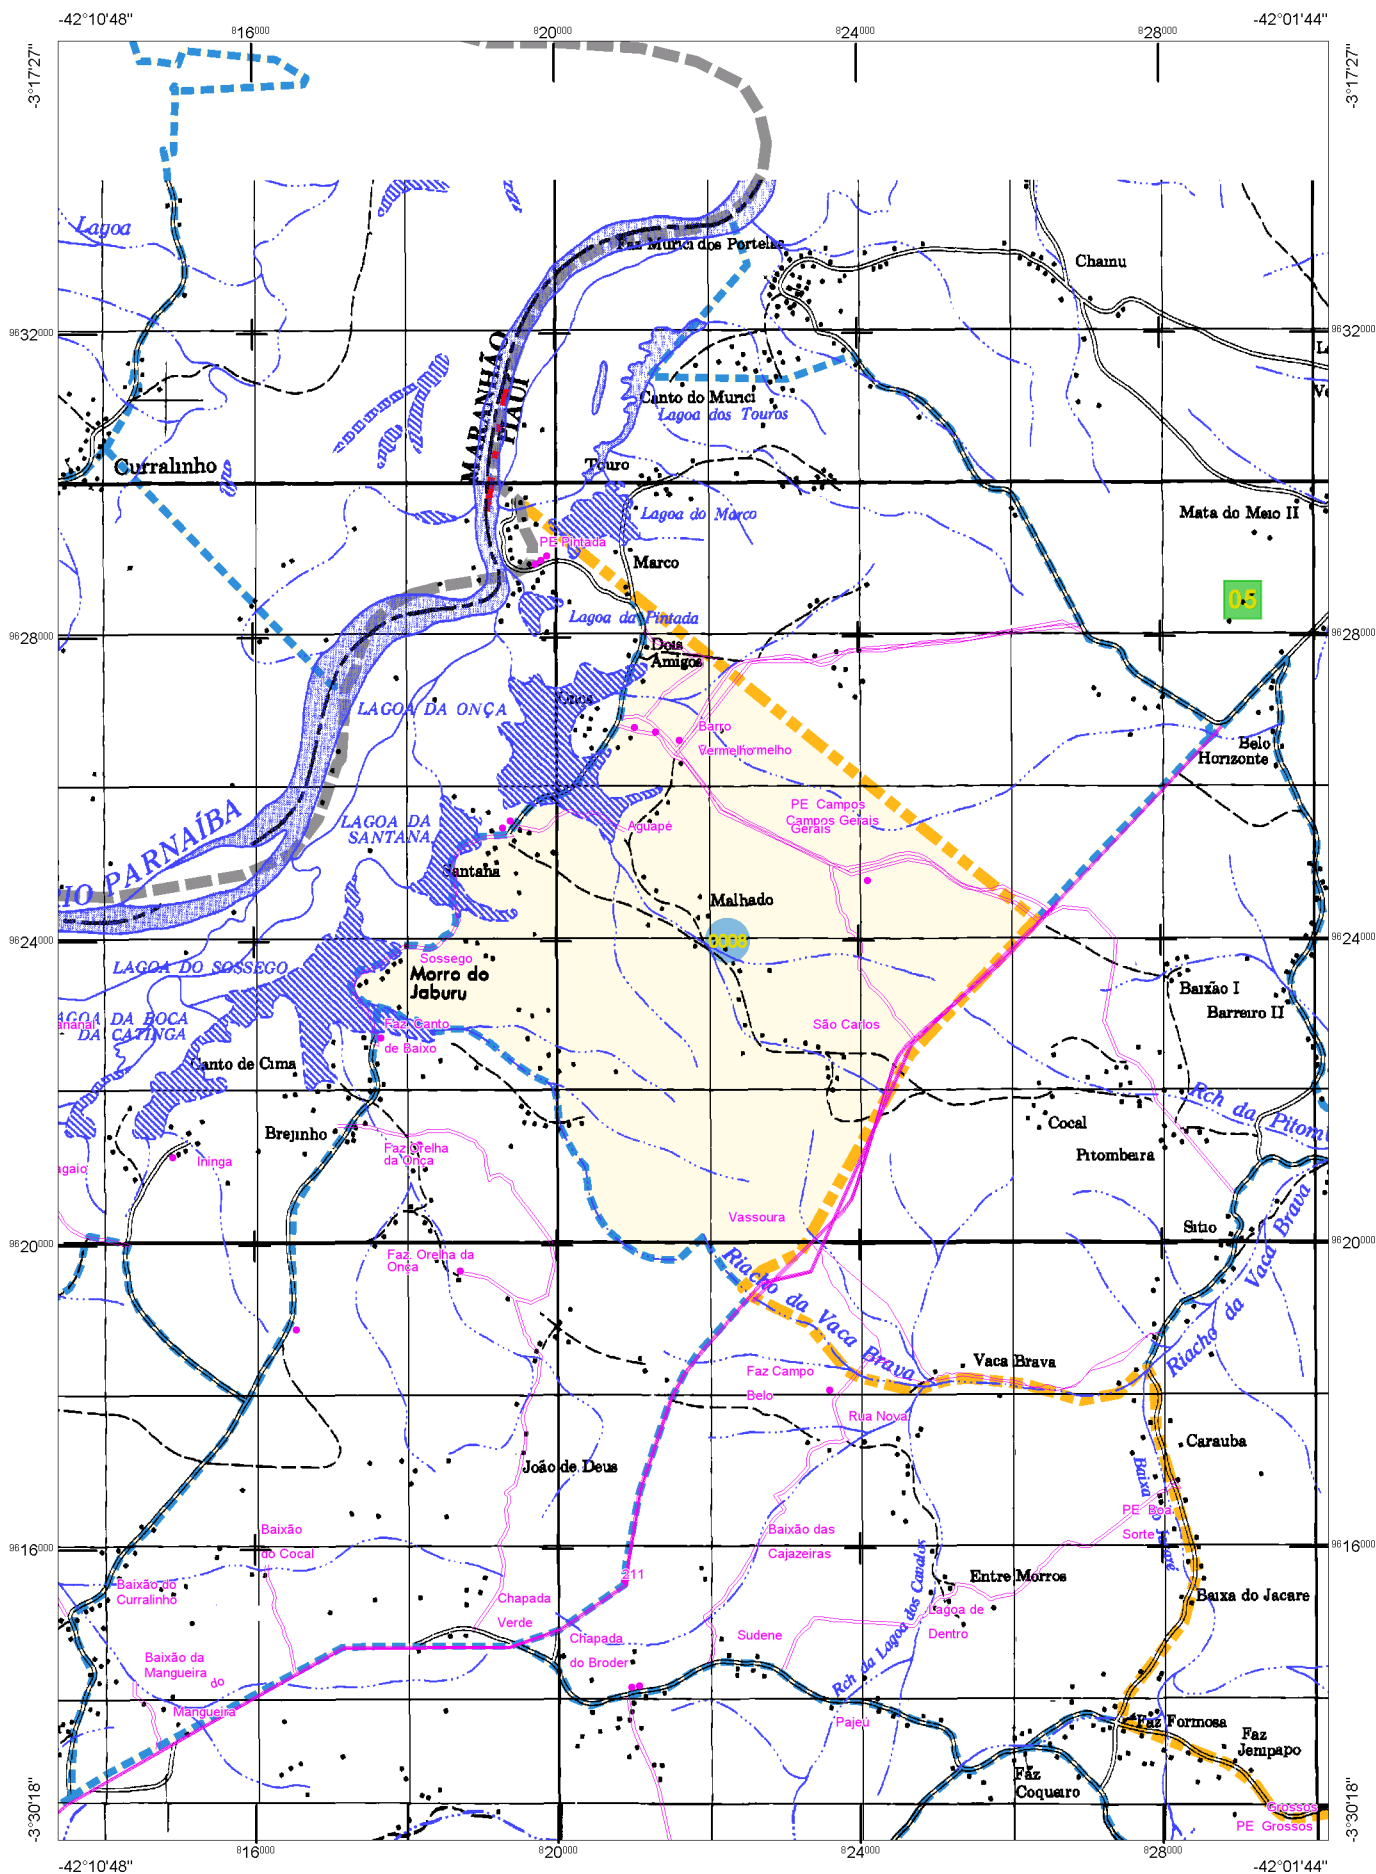 -42°10'48"
-42°01'44"
816000
820000
824000
828000
-3°17'27"
-3°17'27"
Lagoa
Faz Murici dos Portelas
Chamu
9632000
9632000
MARANHÃO
PIAUÍ
Canto do Murici
Lagoa dos Touros
Curralinho
Touro
Lagoa do Marco
Mata do Meio II
PE Pintada
Marco
05
Lagoa da Pintada
9628000
9628000
Dois
Amigos
LAGOA DA ONÇA
Barro
Vermelho
Belo
Horizonte
PE Campos
Campos Gerais
Gerais
LAGOA DA
SANTANA
Aguapé
IO PARNAÍBA
Santana
Malhado
0008
9624000
9624000
Sossego
LAGOA DO SOSSEGO
Morro do
Jaburu
Baixão I
Barreiro II
AGOA DA BOCA
DA CATINGA
ananal
Faz. Canto
de Baixo
São Carlos
Canto de Cima
Rch da Pitom
Brejinho
Cocal
Pitombeira
Faz. Orelha
da Onça
Ininga
agaio
Vassoura
Sitio
9620000
9620000
Faz. Orelha da
Onça
Riacho da Vaca Brava
Riacho da Vaca Brava
Vaca Brava
Faz Campo
Belo
Rua Nova
Carauba
João de Deus
PE Boa
Sorte
Baixão
do Cocal
Baixão das
Cajazeiras
9616000
9616000
211
Entre Morros
Baixão do
Curralinho
Chapada
Verde
Baixa do Jacare
Lagoa de
Dentro
Rch da Lagoa dos Cavalos
Sudene
Chapada
do Broder
Baixão da
Mangueira
do
Mangueira
Pajeú
Faz Formosa
Faz
Jenipapo
Faz
Coqueiro
Grossos
PE Grossos
-3°30'18"
-3°30'18"
816000
820000
824000
828000
-42°10'48"
-42°01'44"